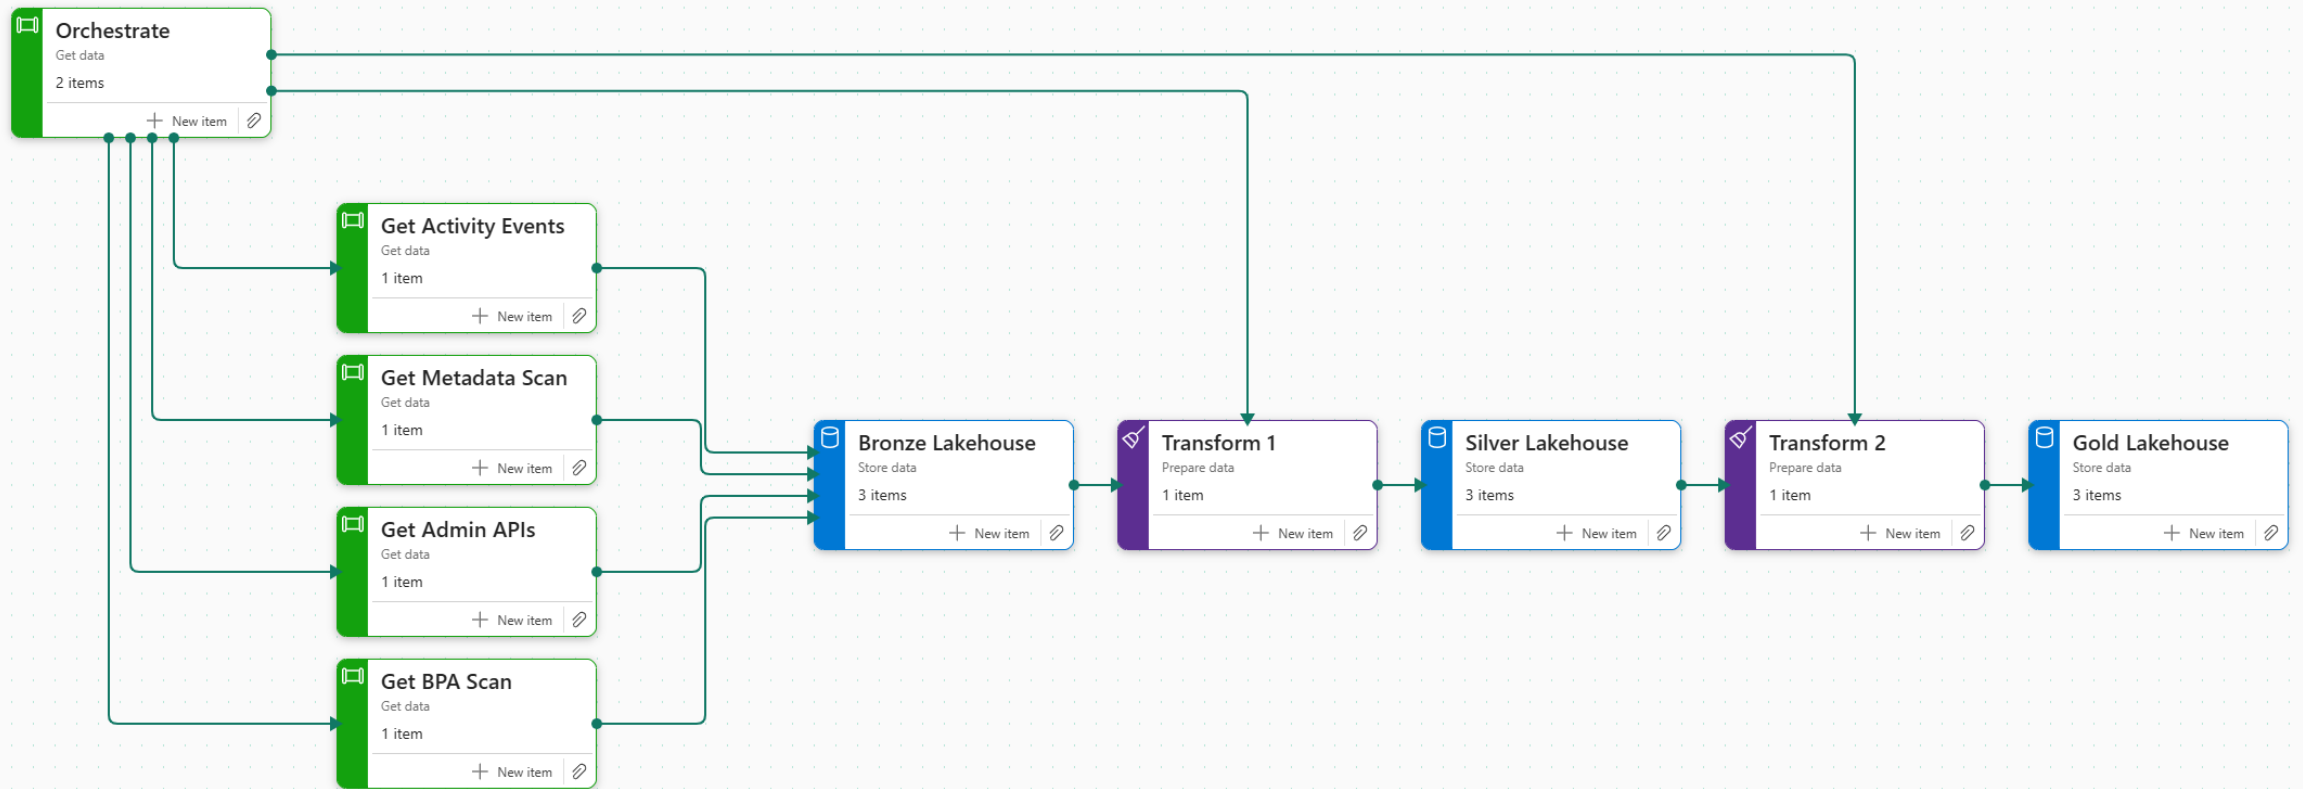 Orchestrate
Get data
2 items
New item
Get Activity Events
Get data
1 item
New item
Get Metadata Scan
Get data
1 item
New item
Get Admin APIs
Get data
1 item
New item
Get BPA Scan
Get data
1 item
New item
Bronze Lakehouse
Store data
3 items
New item
Transform 1
Prepare data
1 item
New item
Silver Lakehouse
Store data
3 items
New item
Transform 2
Prepare data
1 item
New item
Gold Lakehouse
Store data
3 items
New item